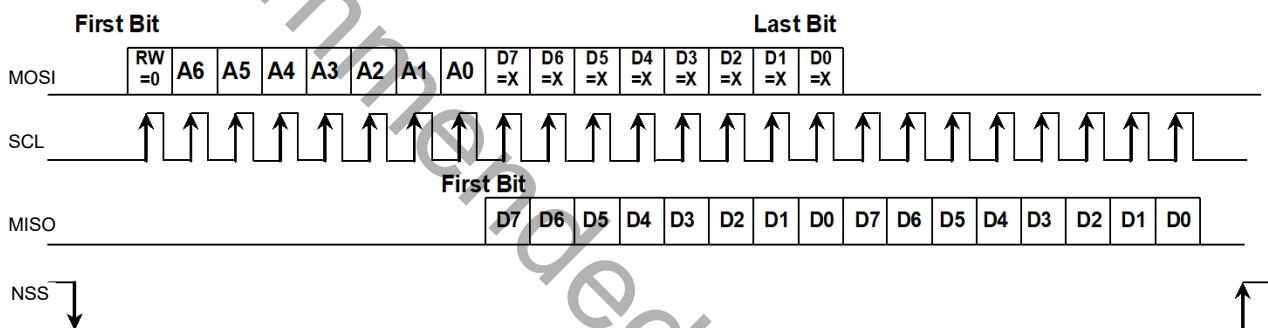 First Bit Last Bit
MOSI RW =0 A6 A5 A4 A3 A2 A1 A0 D7 =X D6 =X D5 =X D4 =X D3 =X D2 =X D1 =X D0 =X
SCL
First Bit
MISO D7 D6 D5 D4 D3 D2 D1 D0 D7 D6 D5 D4 D3 D2 D1 D0
NSS